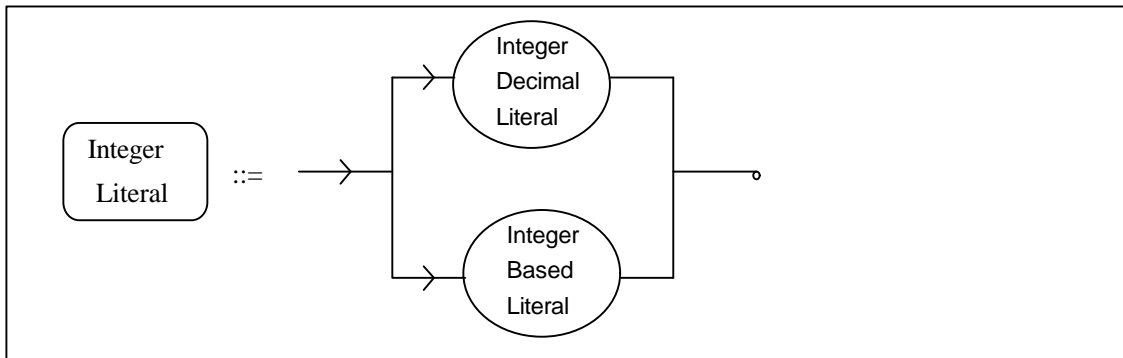 Integer
Literal
::=
Integer
Decimal
Literal
Integer
Based
Literal